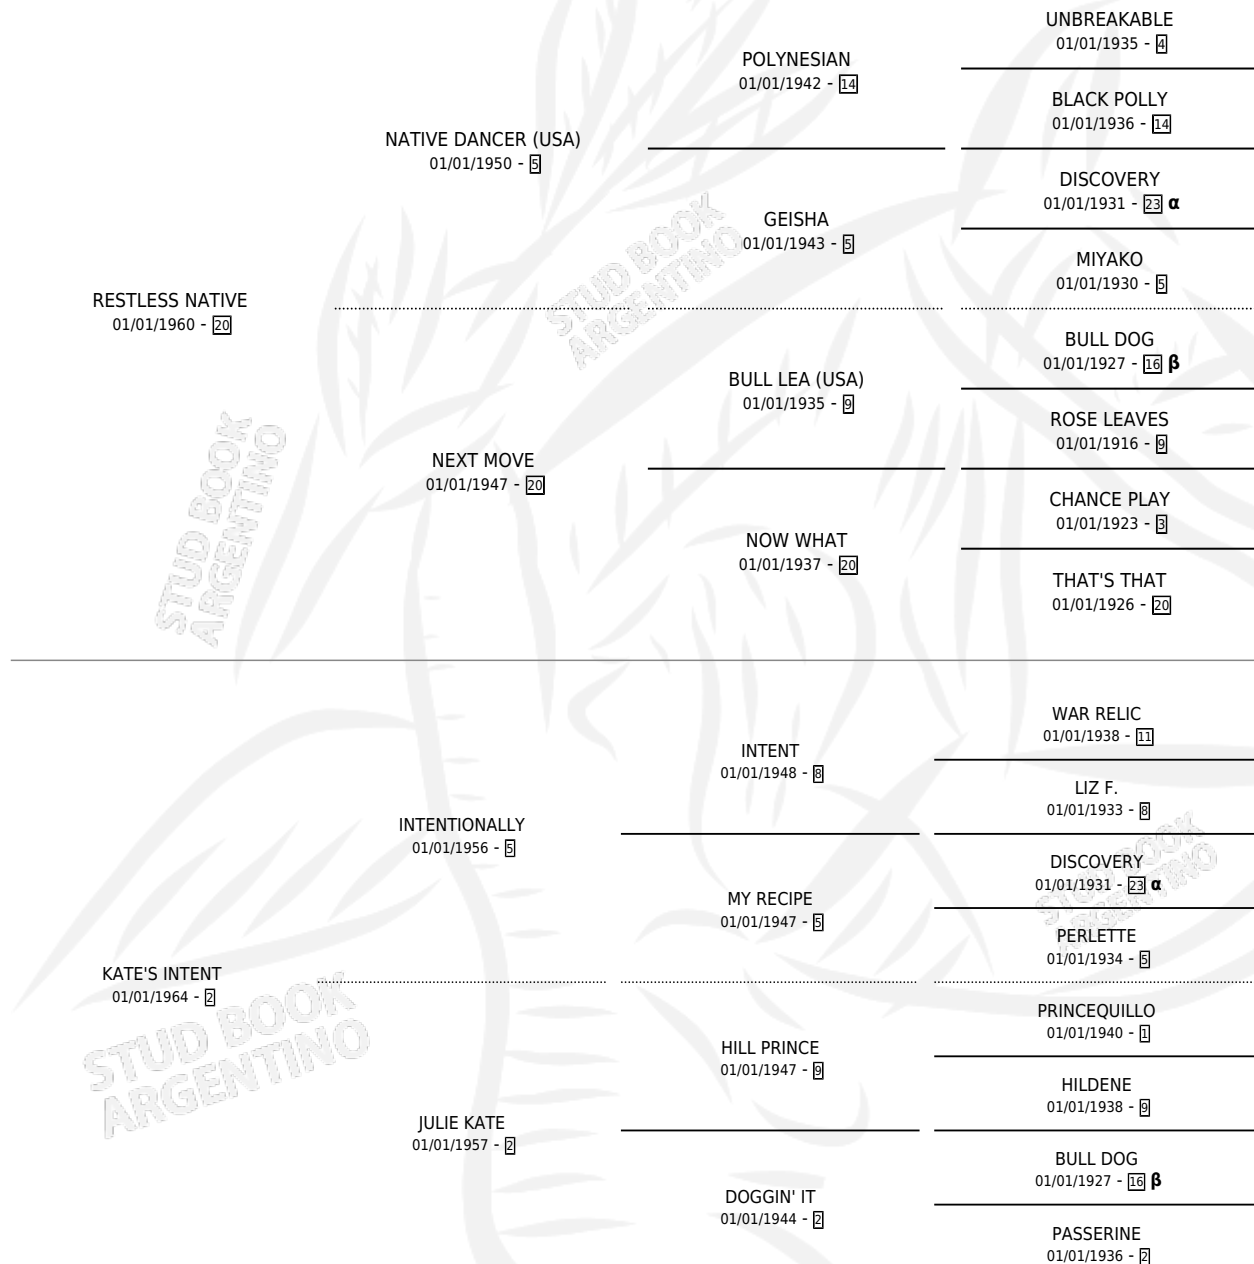 UNBREAKABLE
01/01/1935 - 4
POLYNESIAN
01/01/1942 - 14
BLACK POLLY
01/01/1936 - 14
NATIVE DANCER (USA)
01/01/1950 - 5
DISCOVERY
01/01/1931 - 23 α
GEISHA
01/01/1943 - 5
MIYAKO
01/01/1930 - 5
STUD BOOK
ARGENTINO
RESTLESS NATIVE
01/01/1960 - 20
BULL DOG
01/01/1927 - 16 β
BULL LEA (USA)
01/01/1935 - 9
ROSE LEAVES
01/01/1916 - 9
NEXT MOVE
01/01/1947 - 20
CHANCE PLAY
01/01/1923 - 3
NOW WHAT
01/01/1937 - 20
THAT'S THAT
01/01/1926 - 20
STUD BOOK
ARGENTINO
WAR RELIC
01/01/1938 - 11
INTENT
01/01/1948 - 8
LIZ F.
01/01/1933 - 8
INTENTIONALLY
01/01/1956 - 5
DISCOVERY
01/01/1931 - 23 α
MY RECIPE
01/01/1947 - 5
PERLETTE
01/01/1934 - 5
STUD BOOK
ARGENTINO
KATE'S INTENT
01/01/1964 - 2
PRINCEQUILLO
01/01/1940 - 1
HILL PRINCE
01/01/1947 - 9
HILDENE
01/01/1938 - 9
STUD BOOK
ARGENTINO
JULIE KATE
01/01/1957 - 2
BULL DOG
01/01/1927 - 16 β
DOGGIN' IT
01/01/1944 - 2
PASSERINE
01/01/1936 - 2